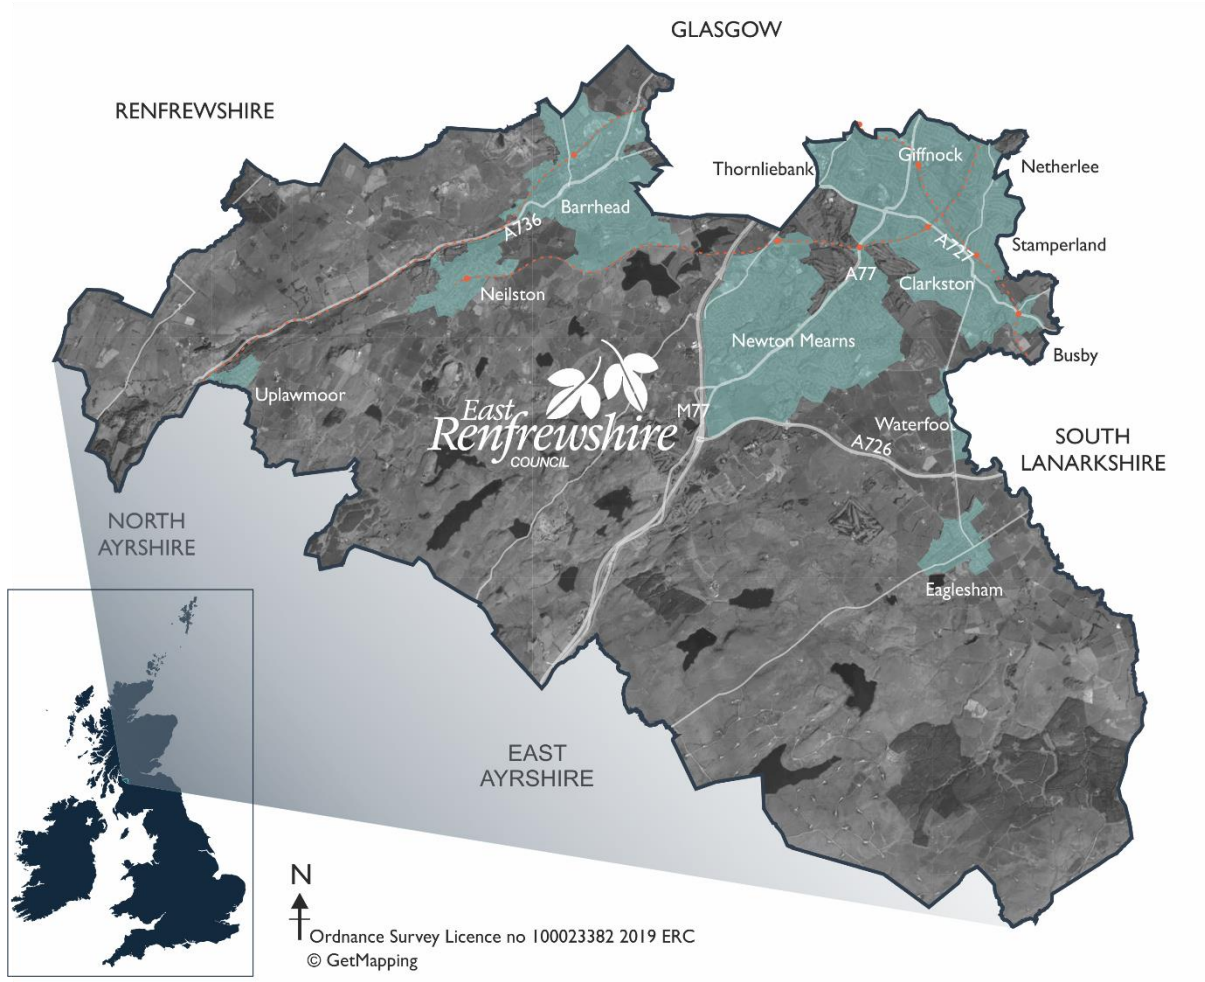 GLASGOW
RENFREWSHIRE
Thornliebank
Giffnock
Netherlee
Barrhead
A736
Stamperland
A727
A77
Clarkston
Neilston
Newton Mearns
Busby
Uplawmoor
East
Renfrewshire
COUNCIL
M77
Waterfoo
A726
SOUTH
LANARKSHIRE
NORTH
AYRSHIRE
Eaglesham
EAST
AYRSHIRE
N
Ordnance Survey Licence no 100023382 2019 ERC
© GetMapping